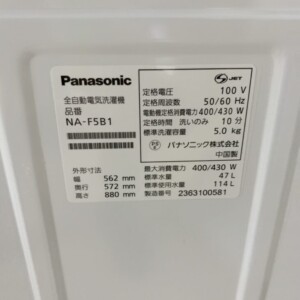 Panasonic
全自動電気洗濯機
品番
NA-F5B1
外形寸法
幅 562 mm
奥行 572 mm
高さ 880 mm
S JET
定格電圧 100 V
定格周波数 50/60 Hz
電動機定格消費電力 400/430 W
定格時間 洗いのみ 10 分
標準洗濯容量 5.0 kg
パナソニック株式会社
中国製
最大消費電力 400/430 W
標準水量 47 L
標準使用水量 114 L
製造番号 2363100581